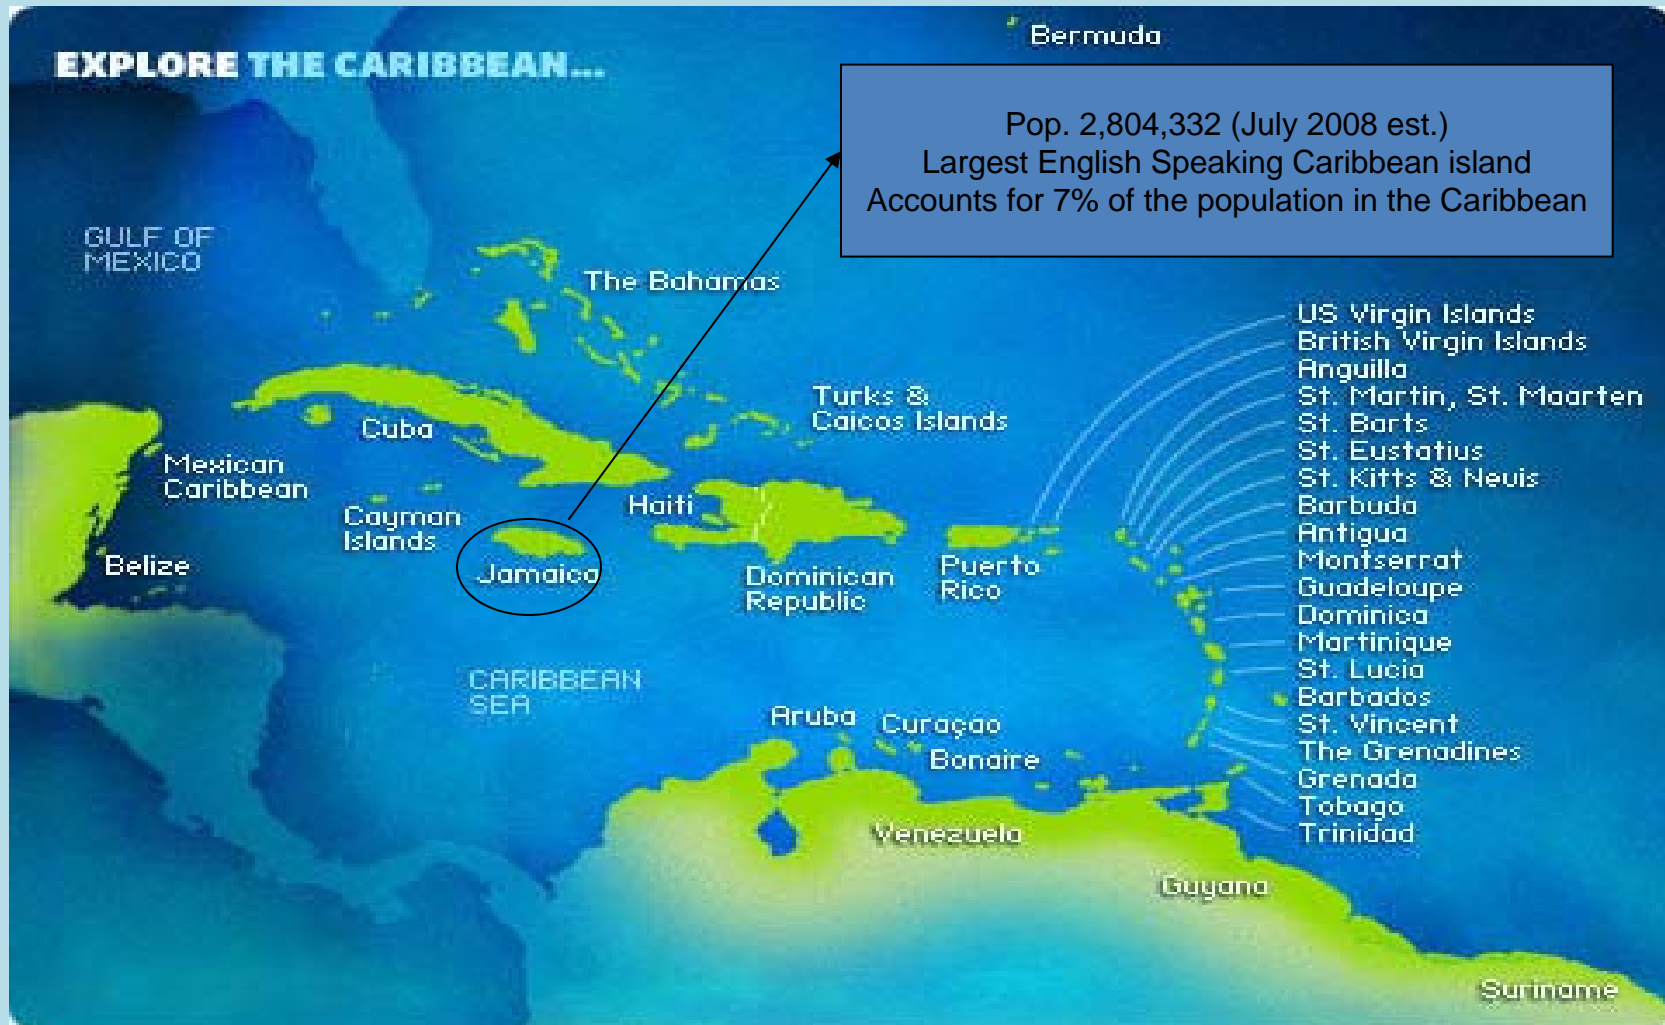 Bermuda
EXPLORE THE CARIBBEAN...
Pop. 2,804,332 (July 2008 est.)
Largest English Speaking Caribbean island
Accounts for 7% of the population in the Caribbean
GULF OF
MEXICO
The Bahamas
US Virgin Islands
British Virgin Islands
Anguilla
St. Martin, St. Maarten
St. Barts
St. Eustatius
St. Kitts & Nevis
Barbuda
Antigua
Montserrat
Guadeloupe
Dominica
Martinique
St. Lucia
Barbados
St. Vincent
The Grenadines
Grenada
Tobago
Trinidad
Turks &
Caicos Islands
Cuba
Mexican
Caribbean
Cayman
Islands
Haiti
Belize
Jamaica
Dominican
Republic
Puerto
Rico
CARIBBEAN
SEA
Aruba
Curaçao
Bonaire
Venezuela
Guyana
Suriname